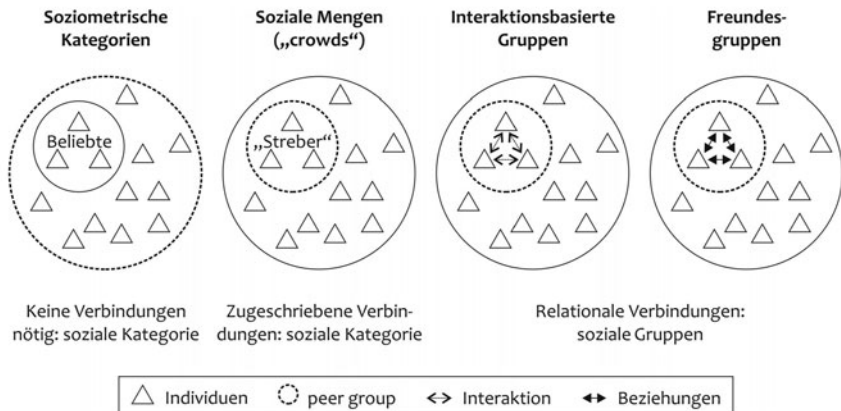 Soziometrische
Kategorien
Soziale Mengen
(„crowds“)
Interaktionsbasierte
Gruppen
Freundes-
gruppen
Beliebte
„Streber“
Keine Verbindungen
nötig: soziale Kategorie
Zugeschriebene Verbin-
dungen: soziale Kategorie
Relationale Verbindungen:
soziale Gruppen
Individuen
peer group
Interaktion
Beziehungen